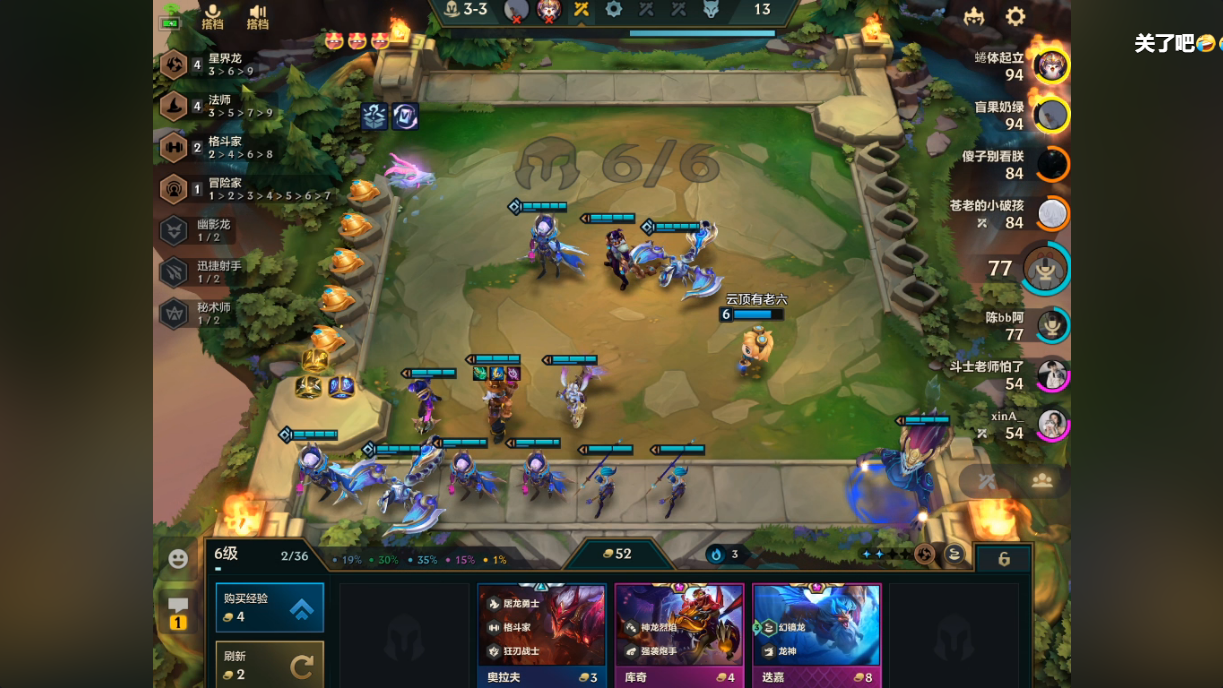 搭档
搭档
3-3
13
关了吧🤣
4
星界龙
3 > 6 > 9
4
法师
3 > 5 > 7 > 9
2
格斗家
2 > 4 > 6 > 8
1
冒险家
1 > 2 > 3 > 4 > 5 > 6 > 7
幽影龙
1 / 2
迅捷射手
1 / 2
秘术师
1 / 2
6/6
云顶有老六
6
蜷体起立
94
盲果奶绿
94
傻子别看朕
84
苍老的小破孩
84
77
陈bb阿
77
斗士老师怕了
54
xinA_
54
6级
2/36
19%
30%
35%
15%
1%
52
3
6
购买经验
4
刷新
2
1
屠龙勇士
格斗家
狂刃战士
奥拉夫
3
神龙烈焰
强袭炮手
库奇
4
幻镜龙
龙神
迭嘉
8